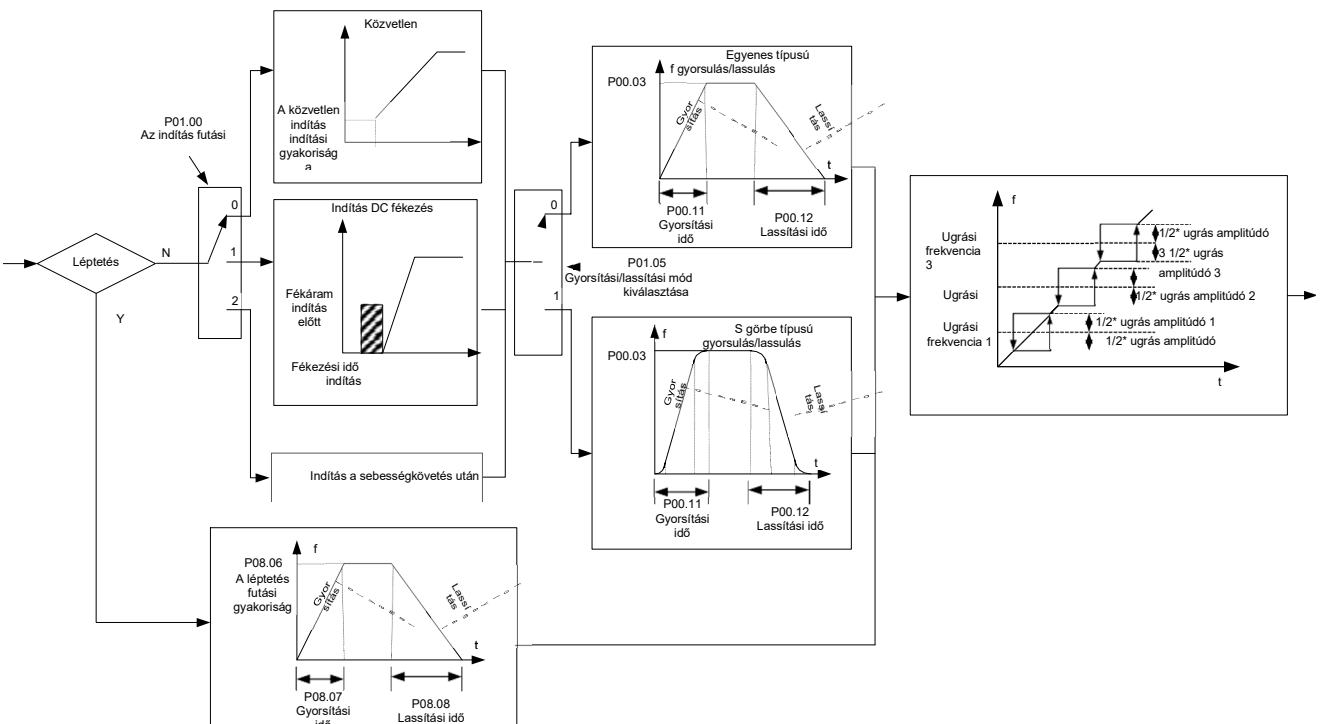 Közvetlen
A közvetlen
indítás
indítási
gyakoriság
a
P01.00
Az indítás futási
0
1
2
Léptetés
N
Y
Indítás DC fékezés
Fékáram
indítás
előtt
Fékezési idő
indítás
Indítás a sebességkövetés után
0
1
P01.05
Gyorsítási/lassítási mód
kiválasztása
Egyenes típusú
f gyorsulás/lassulás
P00.03
Gyor
sítás
Lassí
tás
t
P00.11
Gyorsítási
idő
P00.12
Lassítási idő
f
S görbe típusú
gyorsulás/lassulás
P00.03
Gyor
sítás
Lassí
tás
t
P00.11
Gyorsítási
idő
P00.12
Lassítási idő
P08.06
A léptetés
futási
gyakoriság
f
Gyor
sítás
Lassí
tás
t
P08.07
Gyorsítási
idő
P08.08
Lassítási idő
f
Ugrási
frekvencia
3
Ugrási
Ugrási
frekvencia 1
1/2* ugrás amplitúdó
3 1/2* ugrás
amplitúdó 3
1/2* ugrás amplitúdó 2
1/2* ugrás amplitúdó 1
1/2* ugrás amplitúdó
t